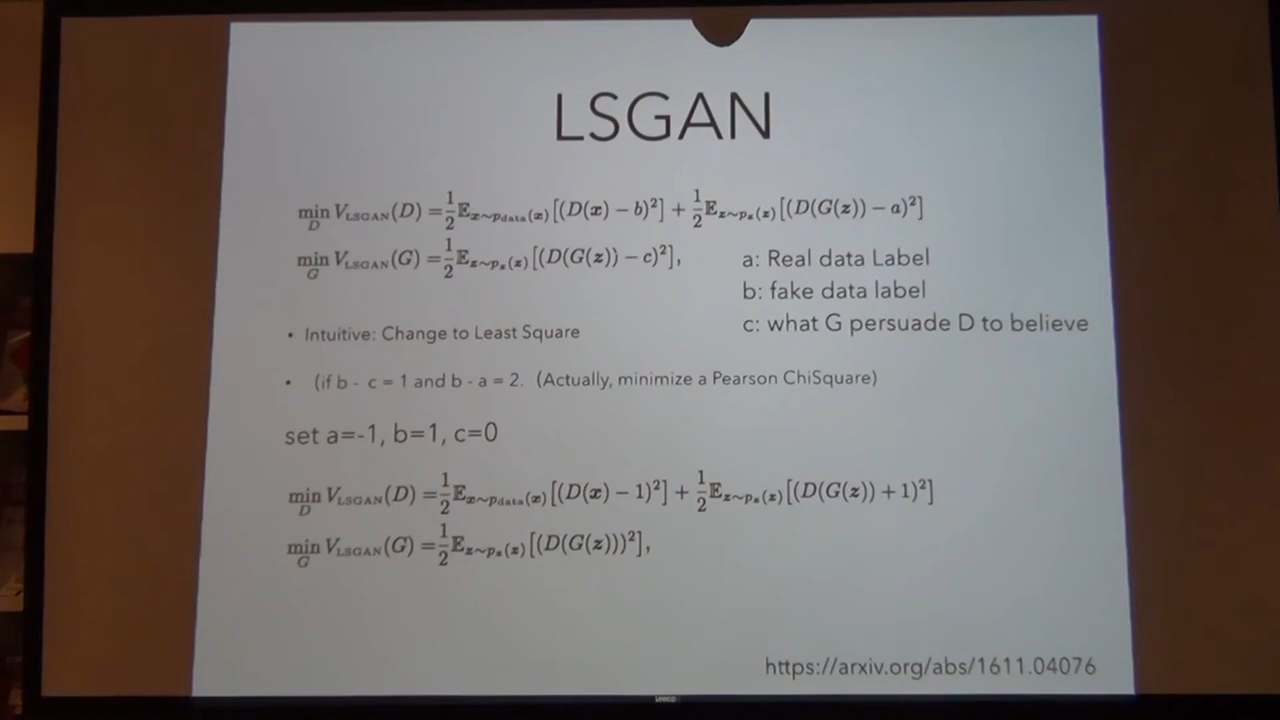 LSGAN
min_D V_LSGAN(D) = 1/2 𝔼_{x∼p_data(x)}[(D(x) − b)²] + 1/2 𝔼_{z∼p_z(z)}[(D(G(z)) − a)²]
min_G V_LSGAN(G) = 1/2 𝔼_{z∼p_z(z)}[(D(G(z)) − c)²],
a: Real data Label
b: fake data label
c: what G persuade D to believe
• Intuitive: Change to Least Square
• (if b - c = 1 and b - a = 2. (Actually, minimize a Pearson ChiSquare)
set a=-1, b=1, c=0
min_D V_LSGAN(D) = 1/2 𝔼_{x∼p_data(x)}[(D(x) − 1)²] + 1/2 𝔼_{z∼p_z(z)}[(D(G(z)) + 1)²]
min_G V_LSGAN(G) = 1/2 𝔼_{z∼p_z(z)}[(D(G(z)))²],
https://arxiv.org/abs/1611.04076